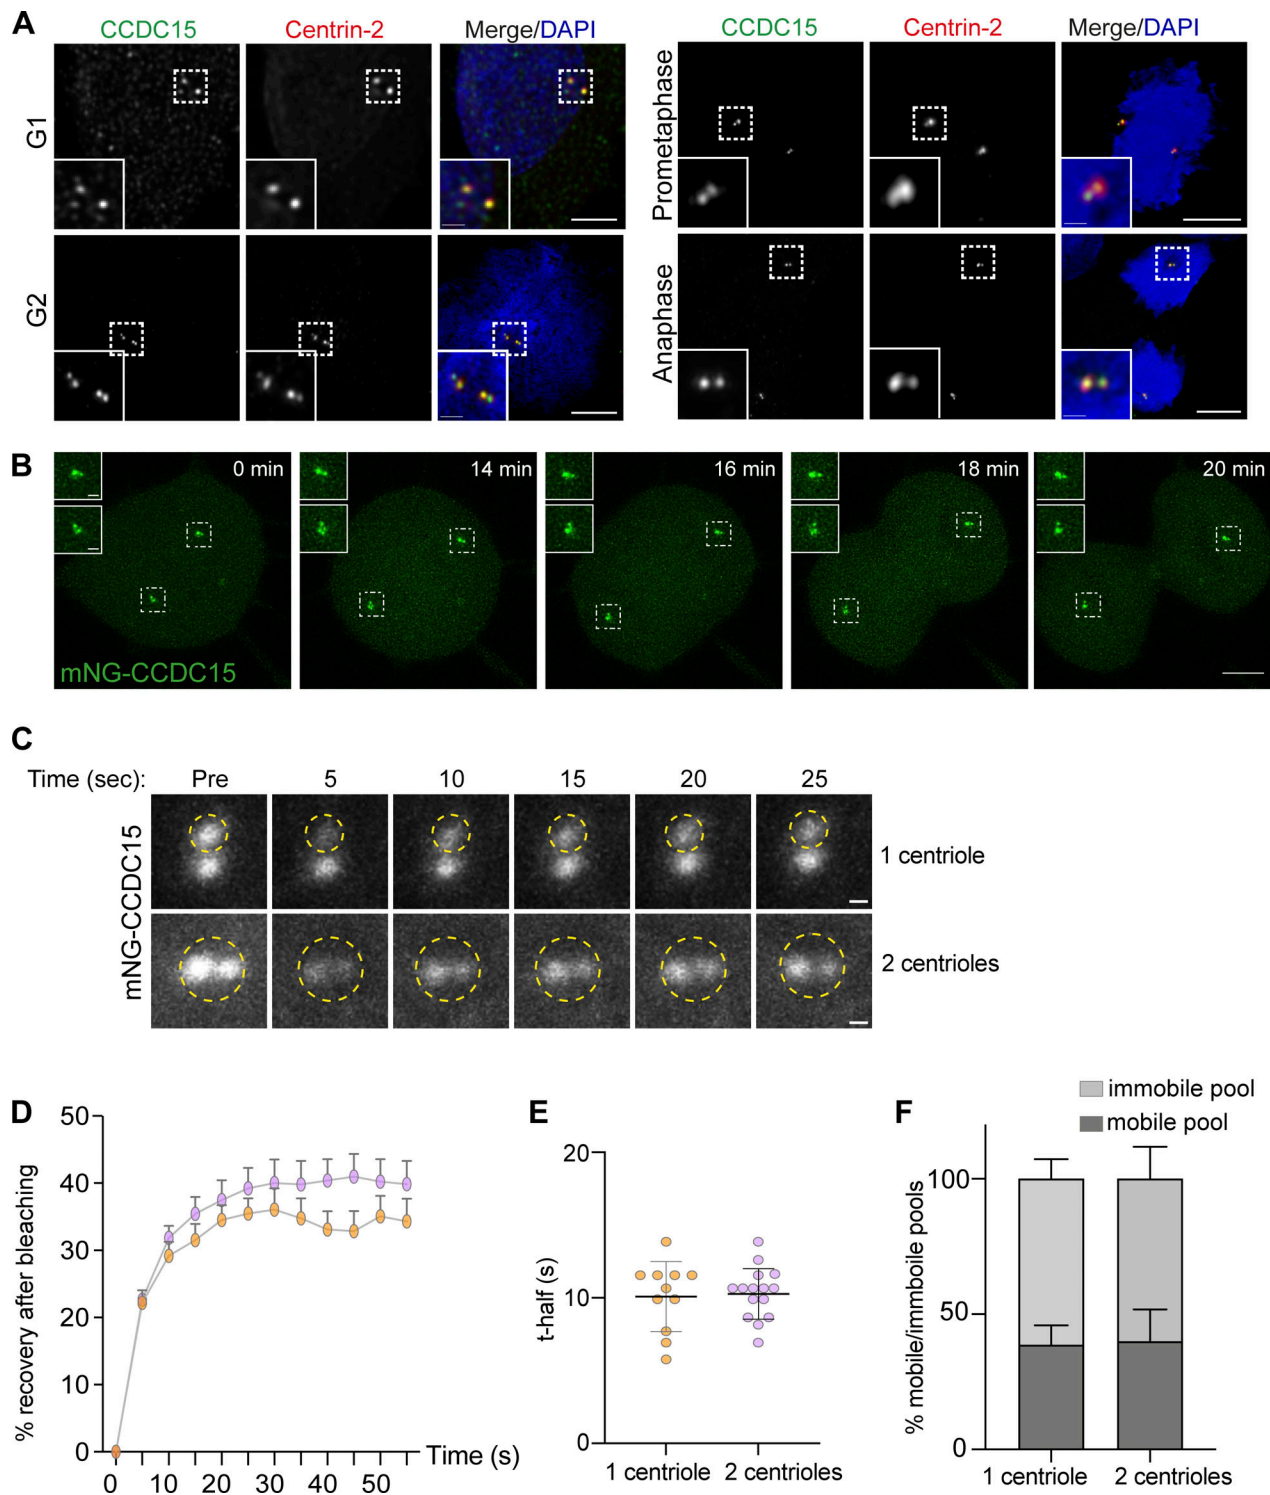 A
CCDC15 Centrin-2 Merge/DAPI
CCDC15 Centrin-2 Merge/DAPI
G1
G2
Prometaphase
Anaphase
B
0 min
14 min
16 min
18 min
20 min
mNG-CCDC15
C
Time (sec): Pre 5 10 15 20 25
mNG-CCDC15
1 centriole
2 centrioles
D
% recovery after bleaching
50
40
30
20
10
0
Time (s)
0 10 20 30 40 50
E
t-half (s)
20
10
0
1 centriole 2 centrioles
F
immobile pool
mobile pool
% mobile/immboile pools
100
50
0
1 centriole 2 centrioles